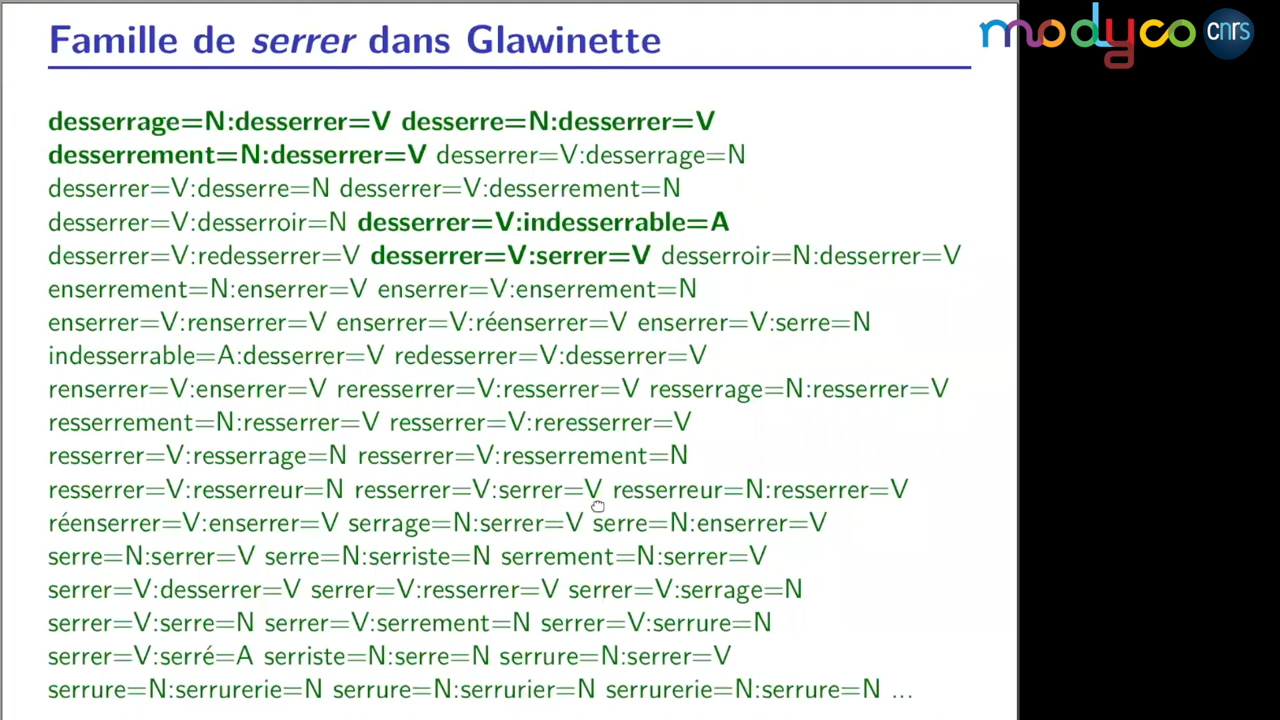 Famille de serrer dans Glawinette
modyco cnrs
desserrage=N:desserrer=V desserre=N:desserrer=V
desserrement=N:desserrer=V desserrer=V:desserrage=N
desserrer=V:desserre=N desserrer=V:desserrement=N
desserrer=V:desserroir=N desserrer=V:indesserrable=A
desserrer=V:redesserrer=V desserrer=V:serrer=V desserroir=N:desserrer=V
enserrement=N:enserrer=V enserrer=V:enserrement=N
enserrer=V:renserrer=V enserrer=V:réenserrer=V enserrer=V:serre=N
indesserrable=A:desserrer=V redesserrer=V:desserrer=V
renserrer=V:enserrer=V reresserrer=V:resserrer=V resserrage=N:resserrer=V
resserrement=N:resserrer=V resserrer=V:reresserrer=V
resserrer=V:resserrage=N resserrer=V:resserrement=N
resserrer=V:resserreur=N resserrer=V:serrer=V resserreur=N:resserrer=V
réenserrer=V:enserrer=V serrage=N:serrer=V serre=N:enserrer=V
serre=N:serrer=V serre=N:serriste=N serrement=N:serrer=V
serrer=V:desserrer=V serrer=V:resserrer=V serrer=V:serrage=N
serrer=V:serre=N serrer=V:serrement=N serrer=V:serrure=N
serrer=V:serré=A serriste=N:serre=N serrure=N:serrer=V
serrure=N:serrurerie=N serrure=N:serrurier=N serrurerie=N:serrure=N ...